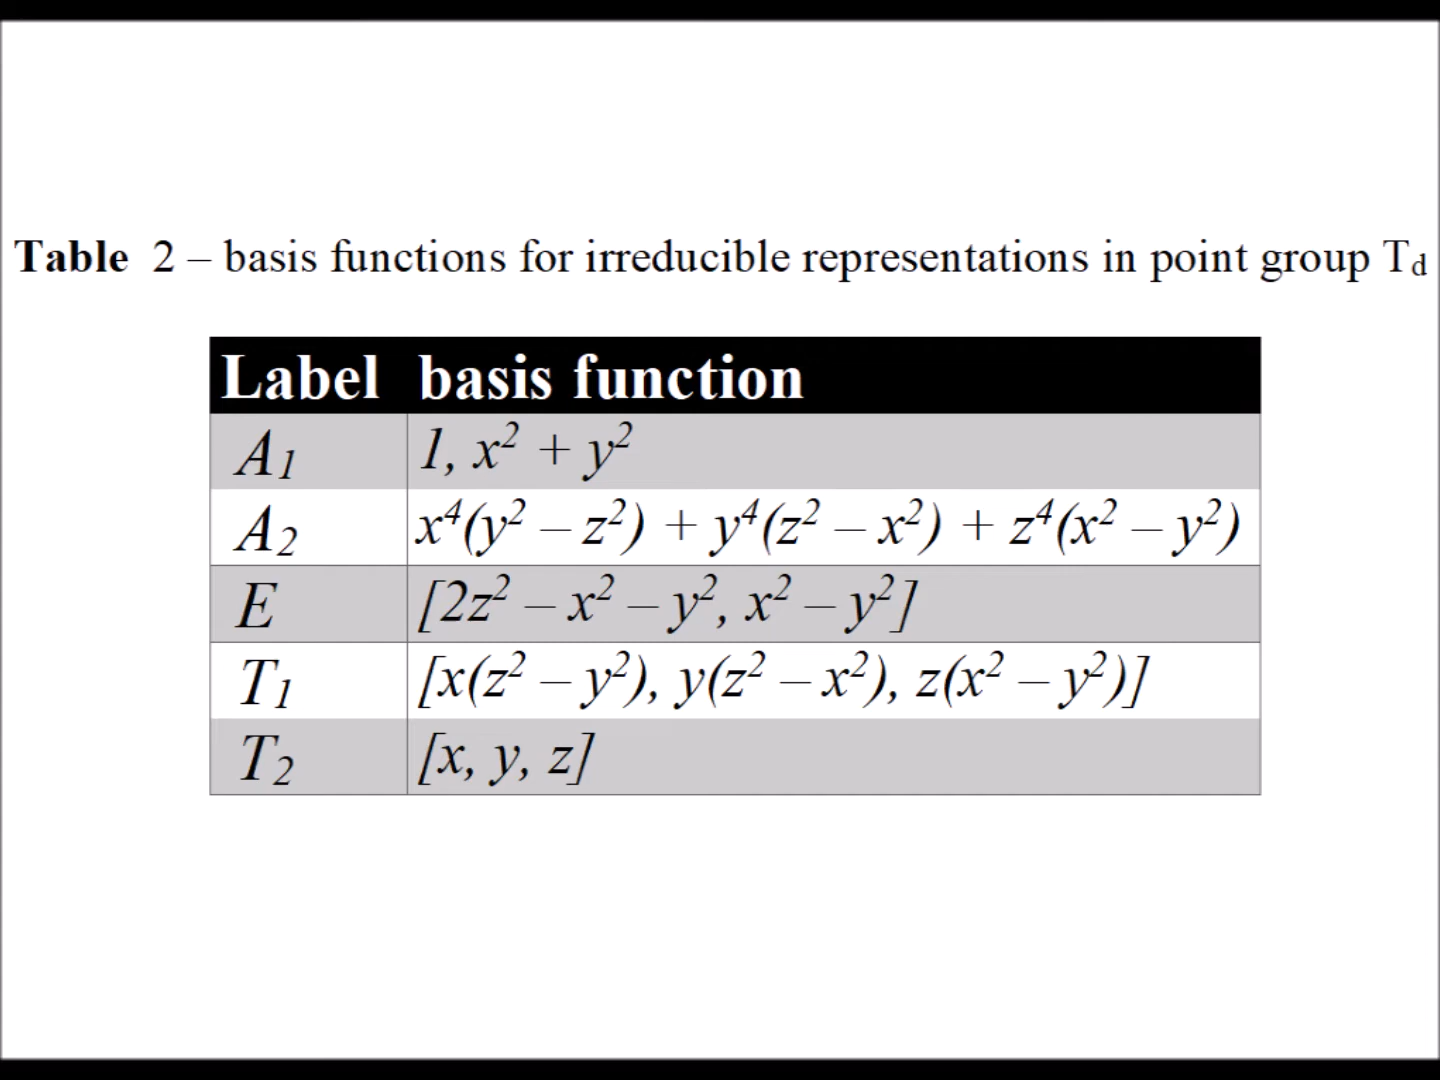 Table 2 – basis functions for irreducible representations in point group T_d
Label basis function
A₁ 1, x² + y²
A₂ x⁴(y² – z²) + y⁴(z² – x²) + z⁴(x² – y²)
E [2z² – x² – y², x² – y²]
T₁ [x(z² – y²), y(z² – x²), z(x² – y²)]
T₂ [x, y, z]